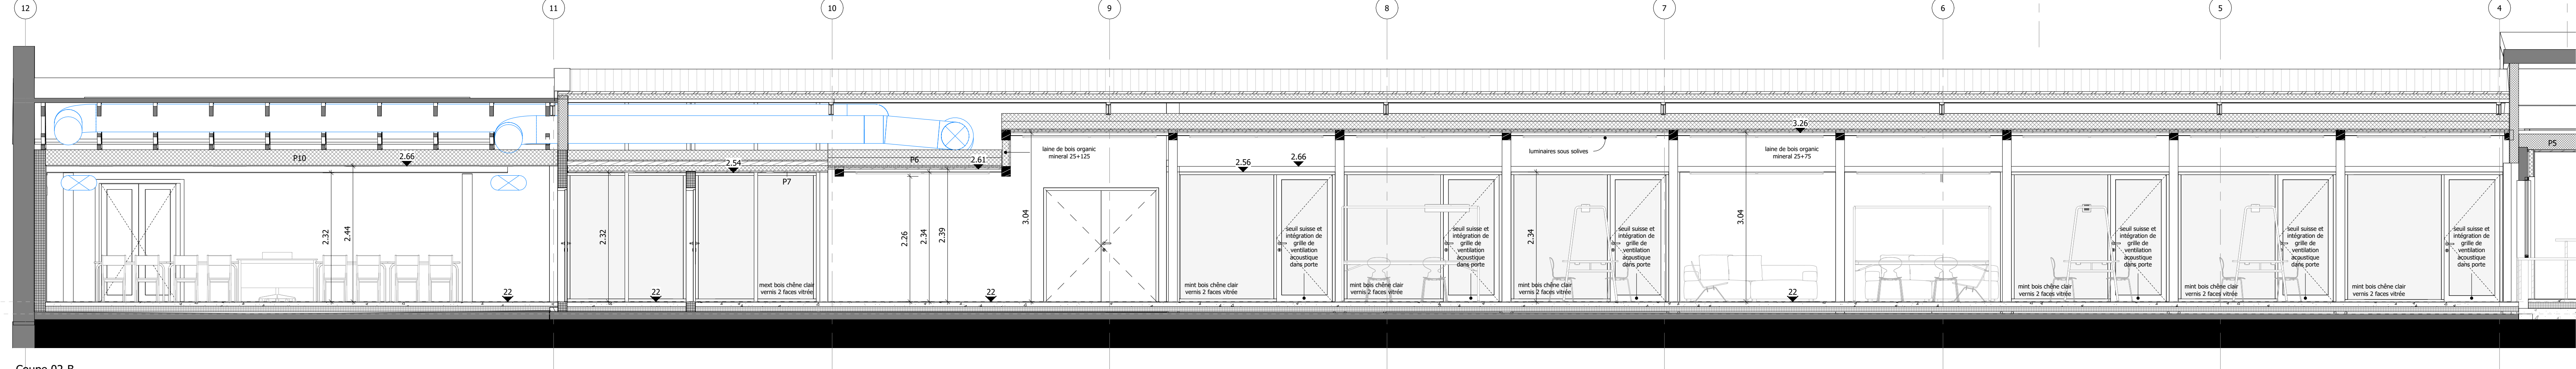 12
11
10
9
8
7
6
5
4
3.26
P10
2.66
2.54
P7
P6
2.61
laine de bois organic
mineral 25+125
2.56
2.66
luminaires sous solives
laine de bois organic
mineral 25+75
P5
2.32
2.44
2.32
2.26
2.34
2.39
3.04
2.34
3.04
seuil suisse et
intégration de
grille de
ventilation
acoustique
dans porte
seuil suisse et
intégration de
grille de
ventilation
acoustique
dans porte
seuil suisse et
intégration de
grille de
ventilation
acoustique
dans porte
seuil suisse et
intégration de
grille de
ventilation
acoustique
dans porte
seuil suisse et
intégration de
grille de
ventilation
acoustique
dans porte
seuil suisse et
intégration de
grille de
ventilation
acoustique
dans porte
mext bois chêne clair
vernis 2 faces vitrée
mint bois chêne clair
vernis 2 faces vitrée
mint bois chêne clair
vernis 2 faces vitrée
mint bois chêne clair
vernis 2 faces vitrée
mint bois chêne clair
vernis 2 faces vitrée
mint bois chêne clair
vernis 2 faces vitrée
mint bois chêne clair
vernis 2 faces vitrée
22
22
22
22
Coupe 02-B